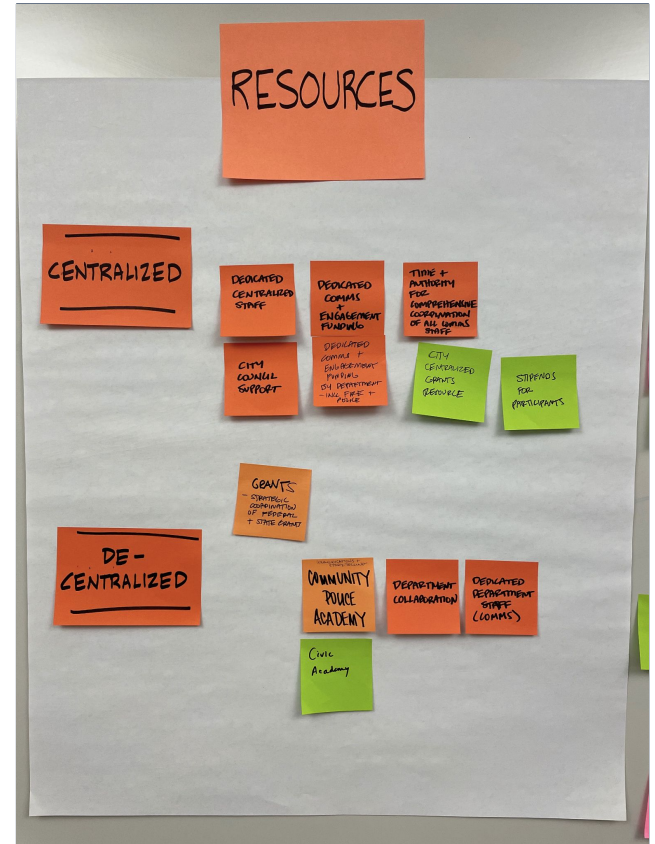 RESOURCES
CENTRALIZED
DEDICATED
CENTRALIZED
STAFF
DEDICATED
COMMS
+
ENGAGEMENT
FUNDING
TIME +
AUTHORITY
FOR
COMPREHENSIVE
COORDINATION
OF ALL COMMS
STAFF
CITY
COUNCIL
SUPPORT
DEDICATED
COMMS +
ENGAGEMENT
FUNDING
BY DEPARTMENT
- INCL FIRE +
POLICE
CITY
CENTRALIZED
GRANTS
RESOURCE
STIPENDS
FOR
PARTICIPANTS
GRANTS
- STRATEGIC
COORDINATION
OF FEDERAL
+ STATE GRANTS
DE-
CENTRALIZED
COMMUNITY
POLICE
ACADEMY
DEPARTMENT
COLLABORATION
DEDICATED
DEPARTMENT
STAFF
(COMMS)
Civic
Academy